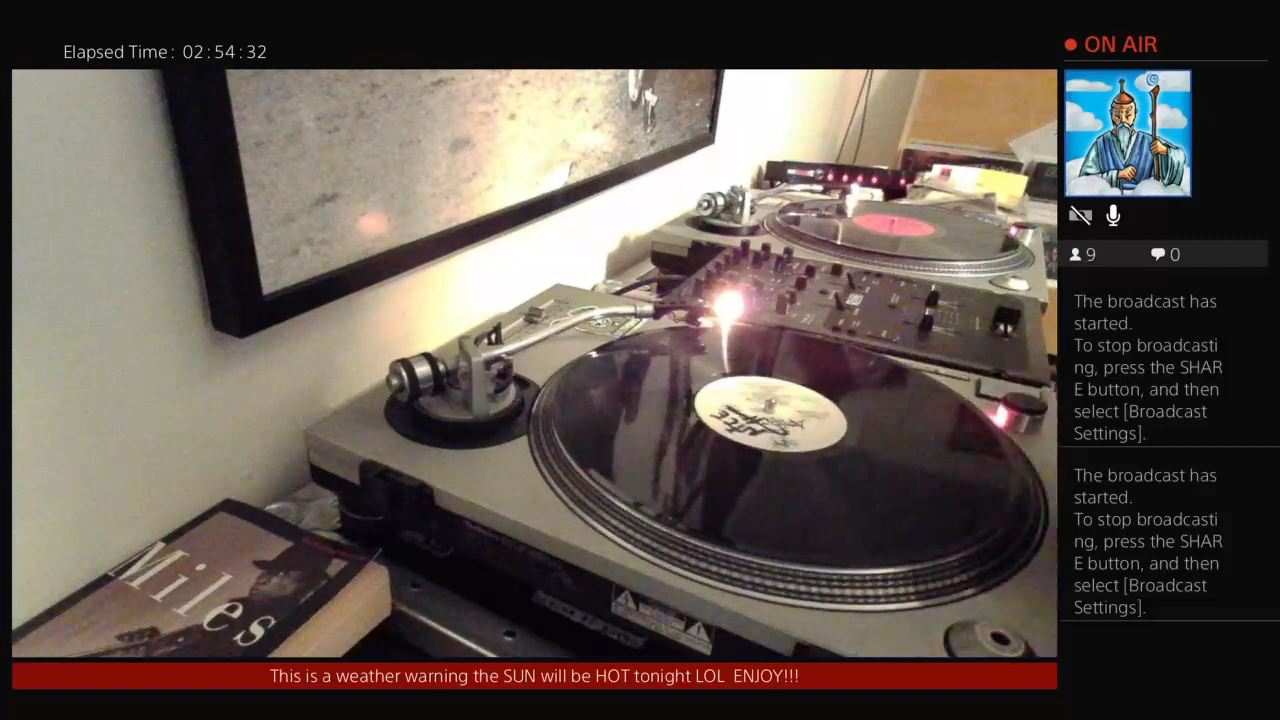 Elapsed Time: 02:54:32
ON AIR
9
0
The broadcast has
started.
To stop broadcasti
ng, press the SHAR
E button, and then
select [Broadcast
Settings].
The broadcast has
started.
To stop broadcasti
ng, press the SHAR
E button, and then
select [Broadcast
Settings].
Miles
This is a weather warning the SUN will be HOT tonight LOL ENJOY!!!